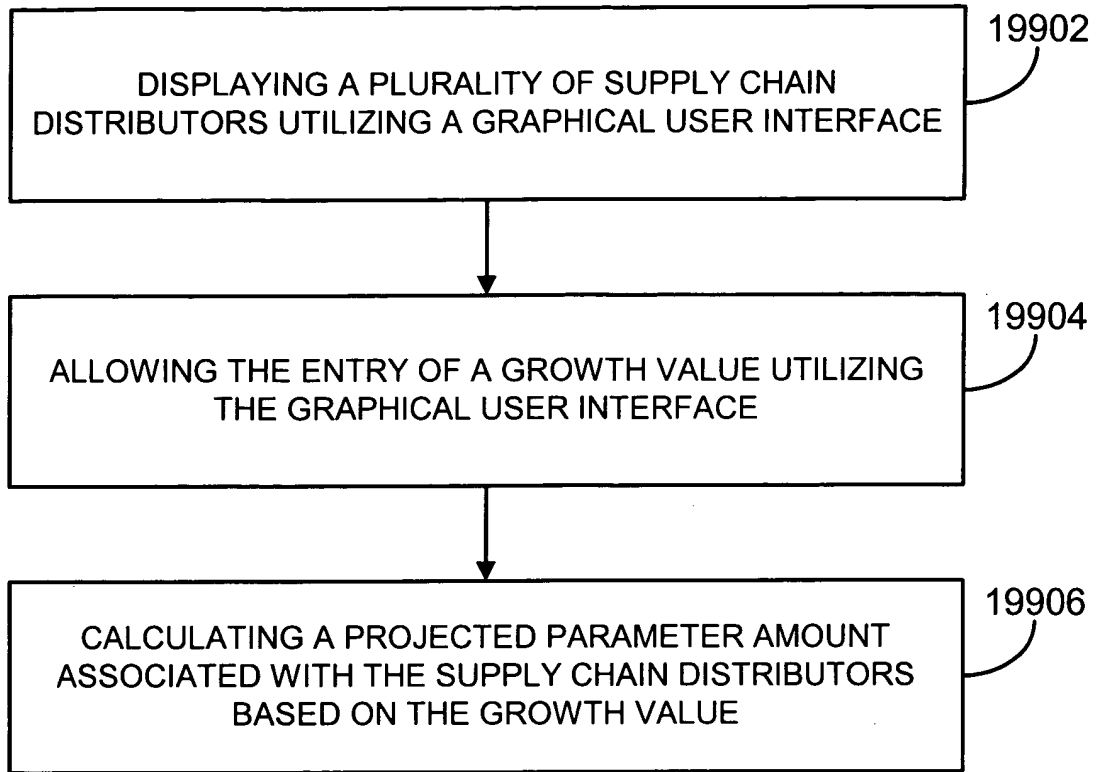 19902
DISPLAYING A PLURALITY OF SUPPLY CHAIN
DISTRIBUTORS UTILIZING A GRAPHICAL USER INTERFACE
19904
ALLOWING THE ENTRY OF A GROWTH VALUE UTILIZING
THE GRAPHICAL USER INTERFACE
19906
CALCULATING A PROJECTED PARAMETER AMOUNT
ASSOCIATED WITH THE SUPPLY CHAIN DISTRIBUTORS
BASED ON THE GROWTH VALUE